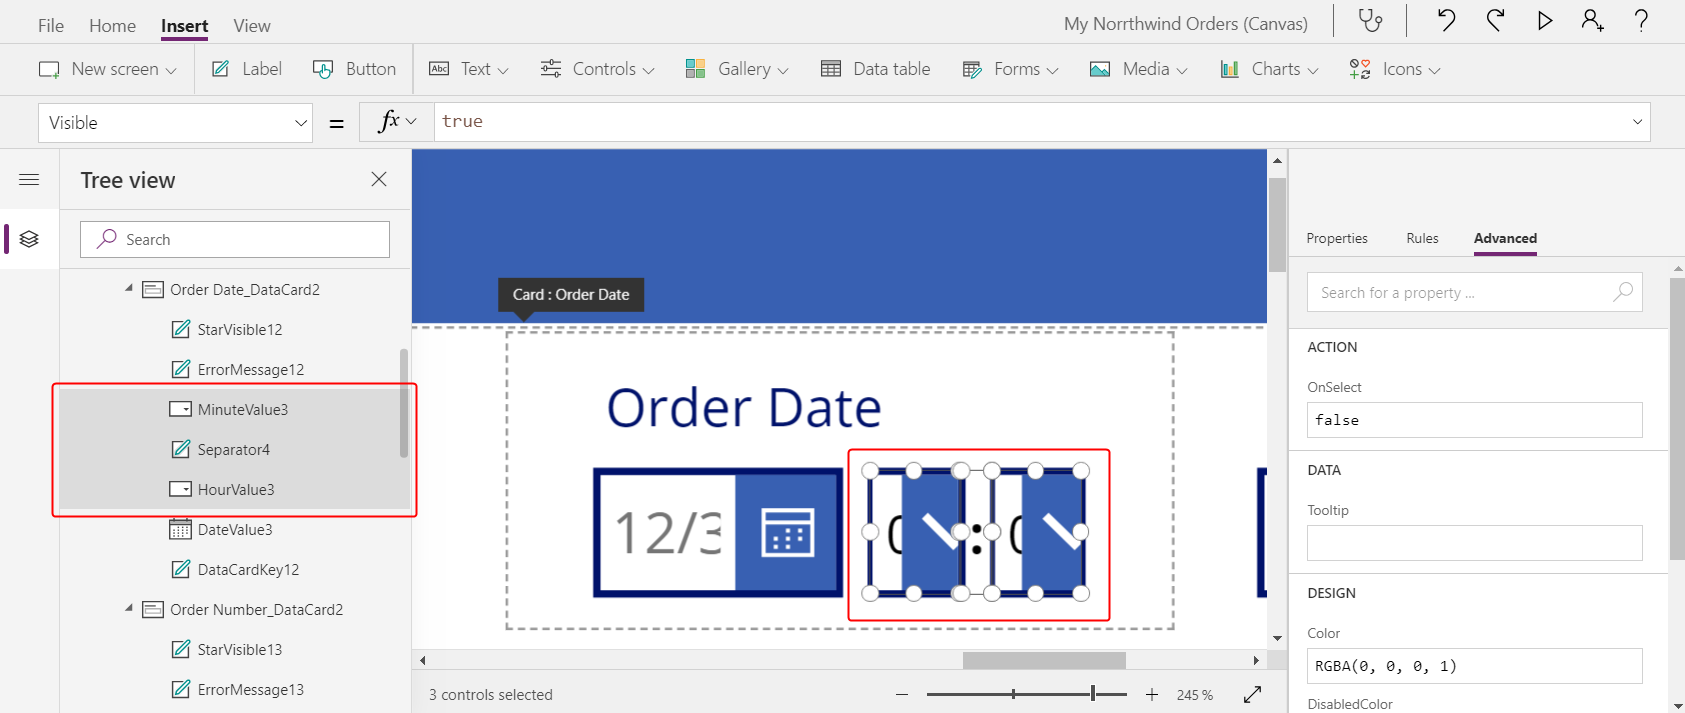 File Home Insert View My Norrthwind Orders (Canvas) ?
New screen Label Button Abc Text Controls Gallery Data table Forms Media Charts Icons
Visible = fx true
Tree view
Search
Order Date_DataCard2
StarVisible12
ErrorMessage12
MinuteValue3
Separator4
HourValue3
DateValue3
DataCardKey12
Order Number_DataCard2
StarVisible13
ErrorMessage13
Card : Order Date
Order Date
12/3
:
3 controls selected
245 %
Properties Rules Advanced
Search for a property ...
ACTION
OnSelect
false
DATA
Tooltip
DESIGN
Color
RGBA(0, 0, 0, 1)
DisabledColor